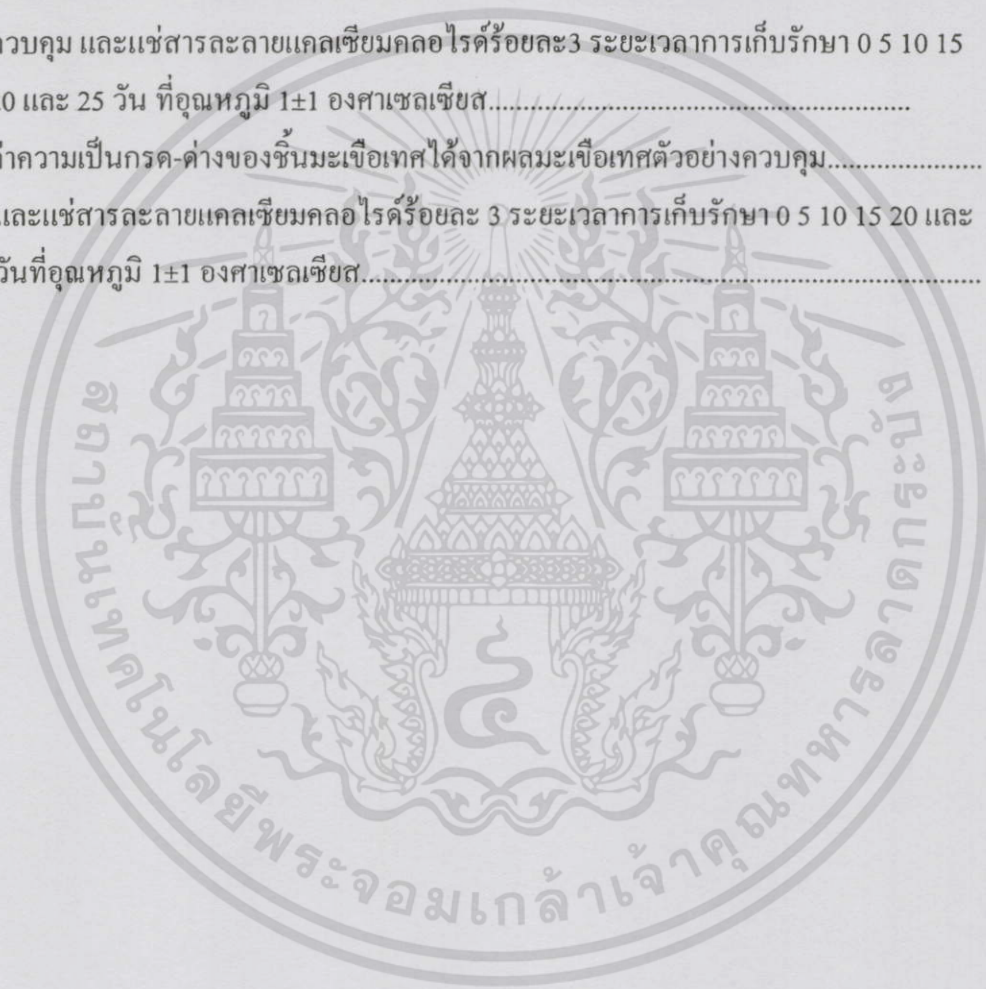 วบคุม และแช่สารละลายแคลเซียมคลอไรด์ร้อยละ3 ระยะเวลาการเก็บรักษา 0 5 10 15
0 และ 25 วัน ที่อุณหภูมิ 1±1 องศาเซลเซียส...............................................................
่าความเป็นกรด-ด่างของชิ้นมะเขือเทศได้จากผลมะเขือเทศตัวอย่างควบคุม.......................
และแช่สารละลายแคลเซียมคลอไรด์ร้อยละ 3 ระยะเวลาการเก็บรักษา 0 5 10 15 20 และ
วันที่อุณหภูมิ 1±1 องศาเซลเซียส.............................................................................................
สถาบันเทคโนโลยีพระจอมเกล้าเจ้าคุณทหารลาดกระบัง